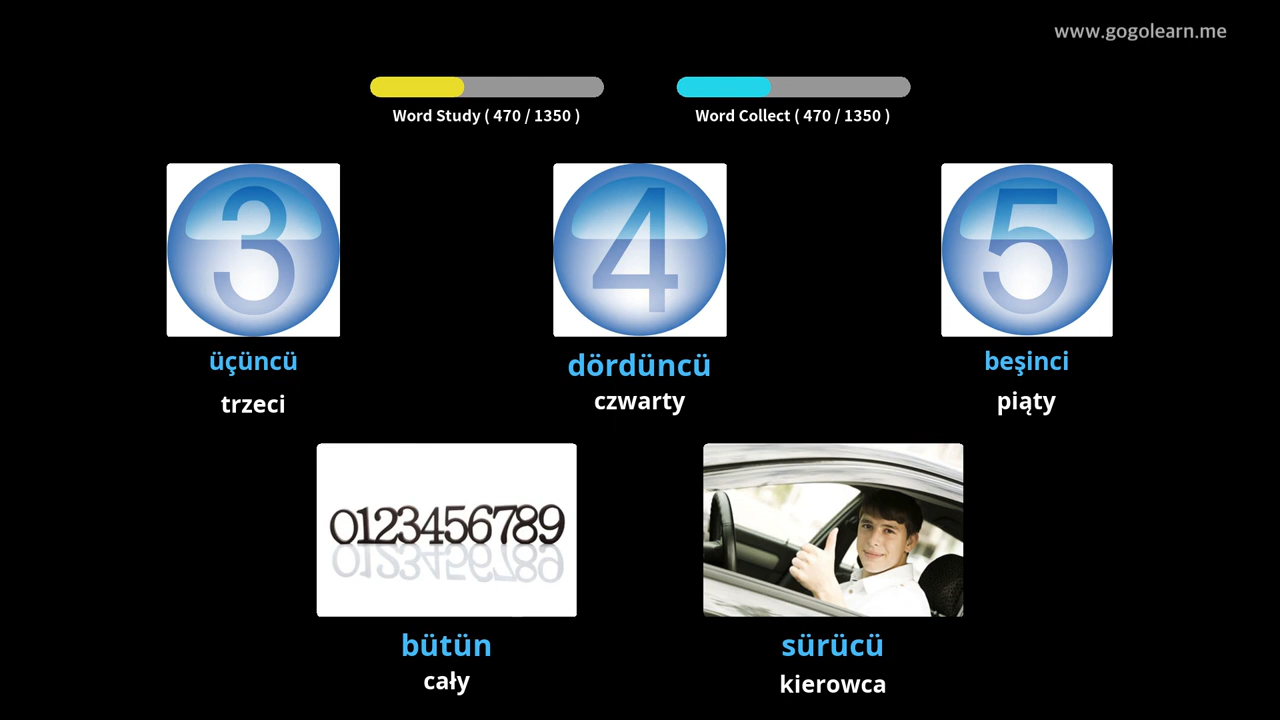 www.gogolearn.me
Word Study ( 470 / 1350 )
Word Collect ( 470 / 1350 )
3
4
5
üçüncü
dördüncü
beşinci
trzeci
czwarty
piąty
0123456789
bütün
sürücü
cały
kierowca